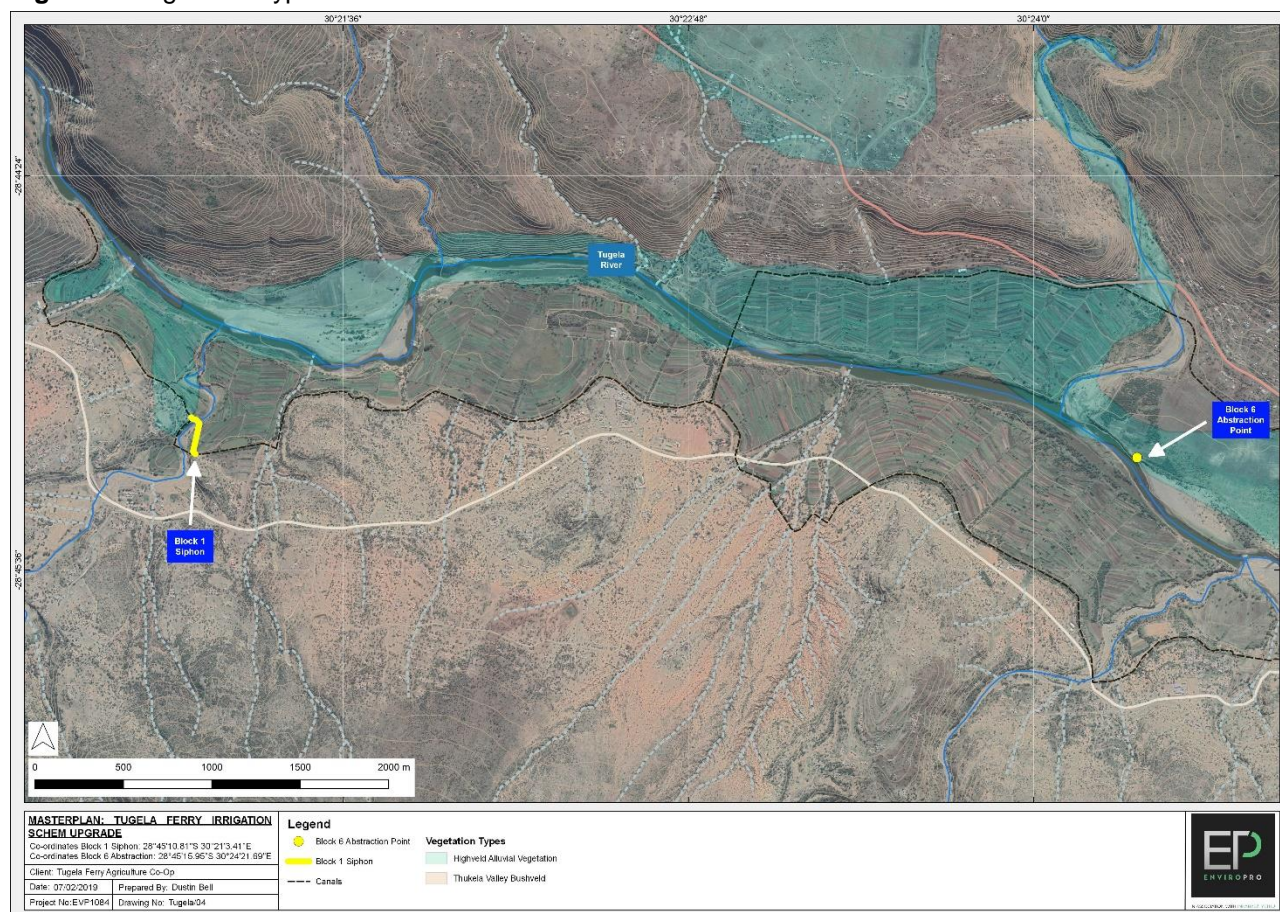 30°21'36"
30°22'48"
30°24'0"
-28°44'24"
-28°45'36"
Tugela
River
Block 6
Abstraction
Point
Block 1
Siphon
0 500 1000 1500 2000 m
MASTERPLAN: TUGELA FERRY IRRIGATION
SCHEM UPGRADE
Co-ordinates Block 1 Siphon: 28°45'10.81"S 30°21'3.41"E
Co-ordinates Block 6 Abstraction: 28°45'15.95"S 30°24'21.69"E
Client: Tugela Ferry Agriculture Co-Op
Date: 07/02/2019 Prepared By: Dustin Bell
Project No:EVP1084 Drawing No: Tugela/04
Legend
Block 6 Abstraction Point
Block 1 Siphon
Canals
Vegetation Types
Highveld Alluvial Vegetation
Thukela Valley Bushveld
EP
ENVIROPRO